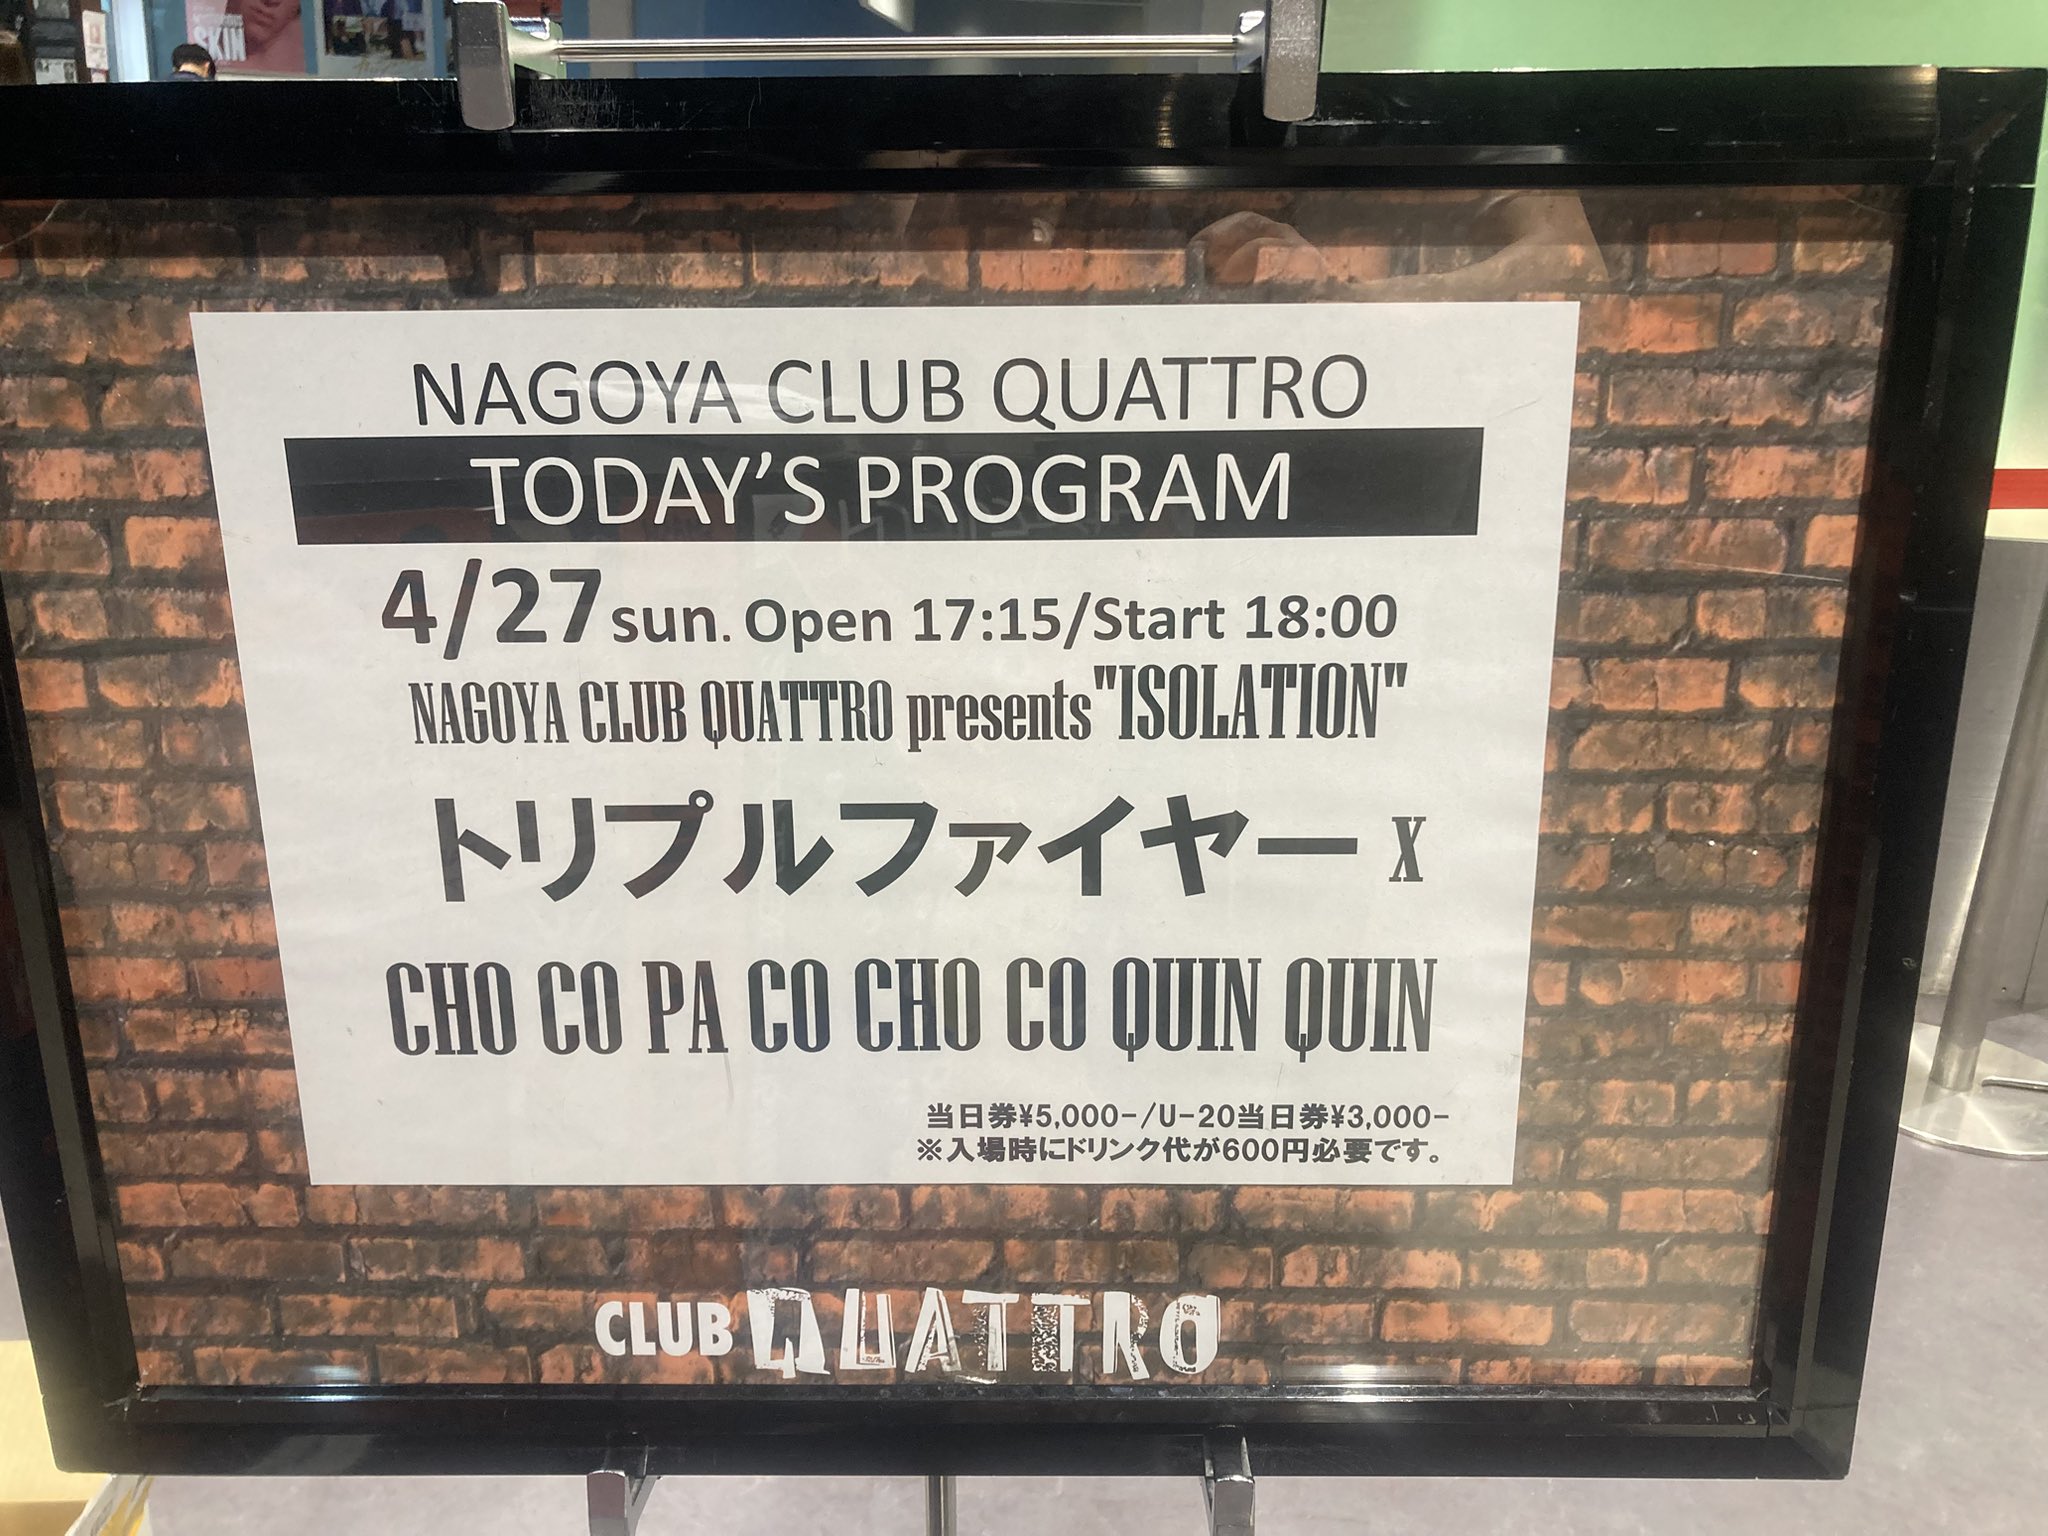 SKIN
NAGOYA CLUB QUATTRO
TODAY'S PROGRAM
4/27sun. Open 17:15/Start 18:00
NAGOYA CLUB QUATTRO presents "ISOLATION"
トリプルファイヤー X
CHO CO PA CO CHO CO QUIN QUIN
当日券¥5,000-/U-20当日券¥3,000-
※入場時にドリンク代が600円必要です。
CLUB QUATTRO